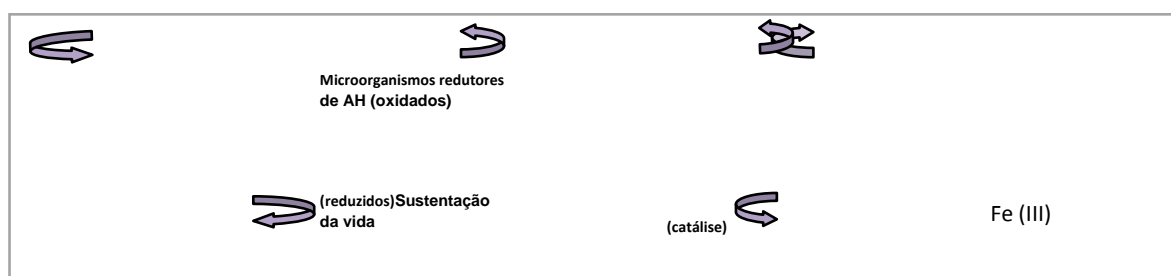 Microorganismos redutores
de AH (oxidados)
(reduzidos)Sustentação
da vida
(catálise)
Fe (III)